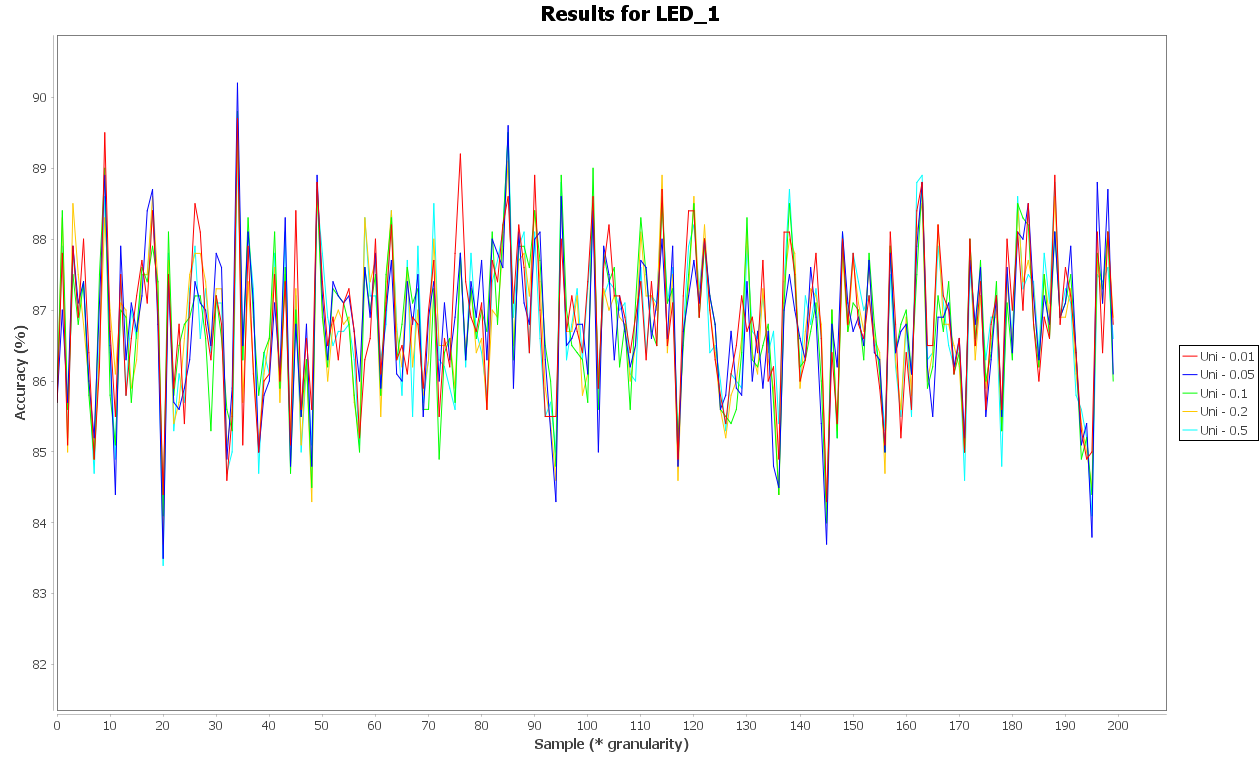 Results for LED_1
Accuracy (%)
90
89
88
87
86
85
84
83
82
0 10 20 30 40 50 60 70 80 90 100 110 120 130 140 150 160 170 180 190 200
Sample (* granularity)
Uni - 0.01
Uni - 0.05
Uni - 0.1
Uni - 0.2
Uni - 0.5